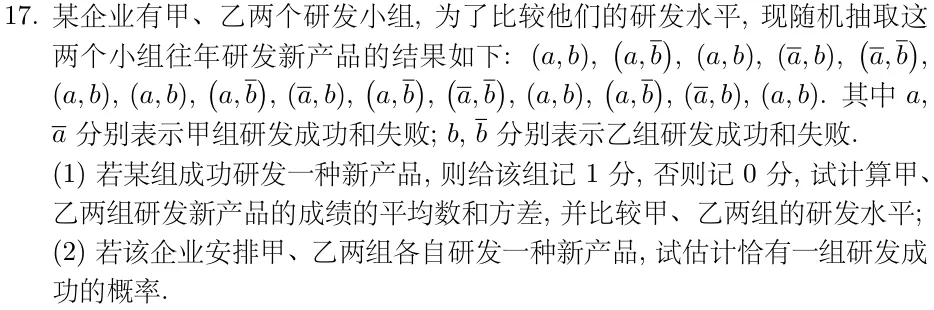 17. 某企业有甲、乙两个研发小组, 为了比较他们的研发水平, 现随机抽取这
两个小组往年研发新产品的结果如下: (a, b), (a, b̅), (a, b), (a̅, b), (a̅, b̅),
(a, b), (a, b), (a, b̅), (a̅, b), (a, b̅), (a̅, b̅), (a, b), (a, b̅), (a̅, b), (a, b). 其中 a,
a̅ 分别表示甲组研发成功和失败; b, b̅ 分别表示乙组研发成功和失败.
(1) 若某组成功研发一种新产品, 则给该组记 1 分, 否则记 0 分, 试计算甲、
乙两组研发新产品的成绩的平均数和方差, 并比较甲、乙两组的研发水平;
(2) 若该企业安排甲、乙两组各自研发一种新产品, 试估计恰有一组研发成
功的概率.